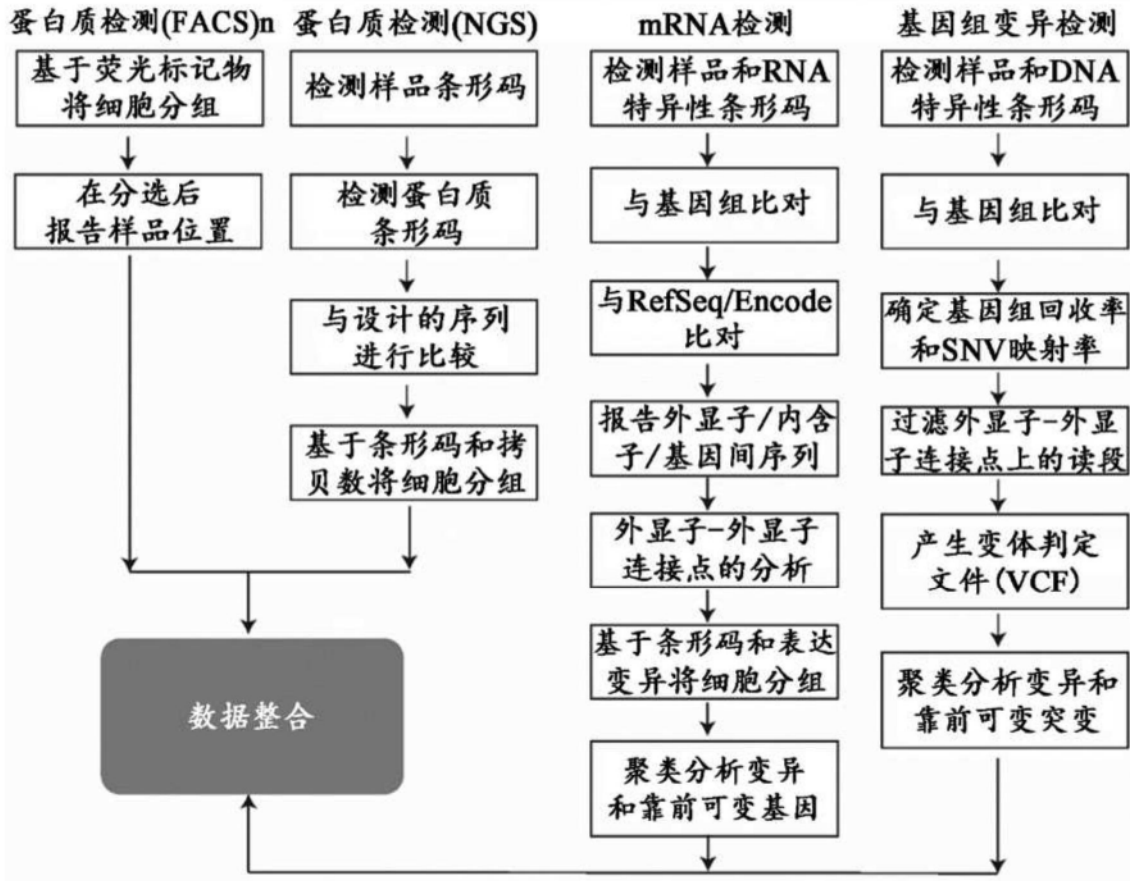 蛋白质检测(FACS)n
基于荧光标记物
将细胞分组
在分选后
报告样品位置
蛋白质检测(NGS)
检测样品条形码
检测蛋白质
条形码
与设计的序列
进行比较
基于条形码和拷
贝数将细胞分组
mRNA检测
检测样品和RNA
特异性条形码
与基因组比对
与RefSeq/Encode
比对
报告外显子/内含
子/基因间序列
外显子-外显子
连接点的分析
基于条形码和表达
变异将细胞分组
聚类分析变异
和靠前可变基因
基因组变异检测
检测样品和DNA
特异性条形码
与基因组比对
确定基因组回收率
和SNV映射率
过滤外显子-外显
子连接点上的读段
产生变体判定
文件(VCF)
聚类分析变异和
靠前可变突变
数据整合